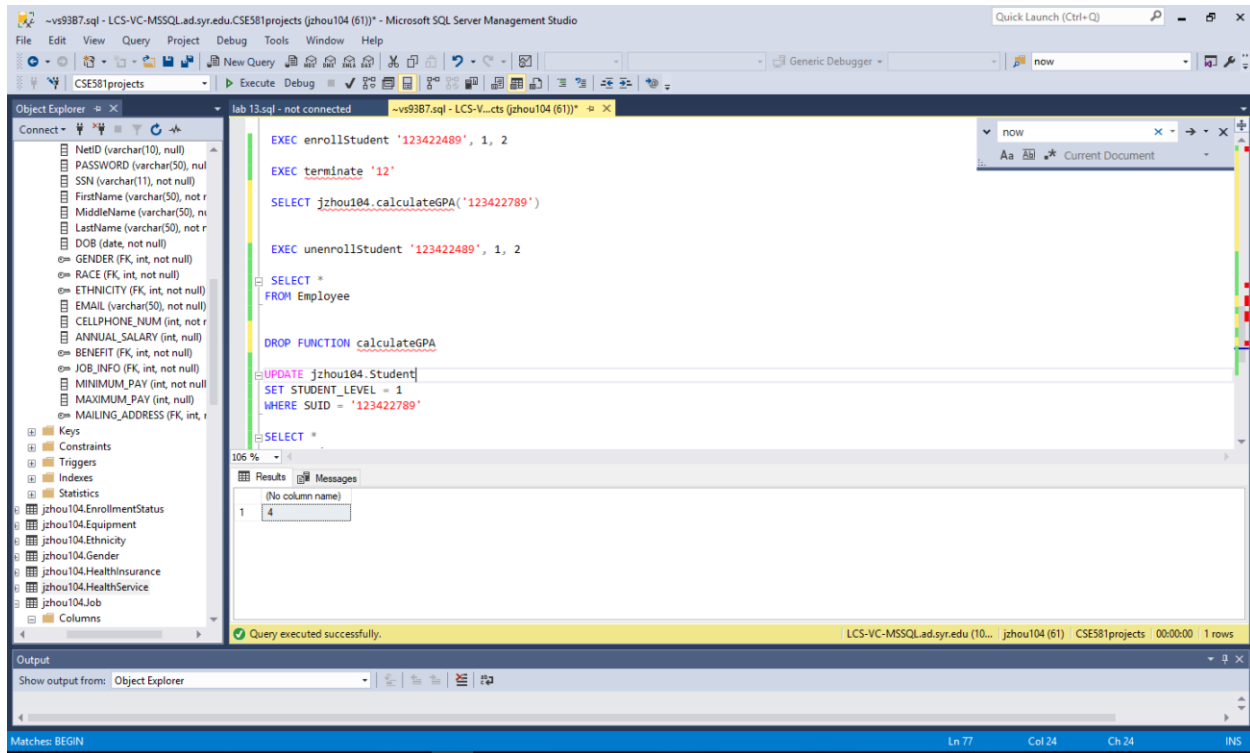 ~vs93B7.sql - LCS-VC-MSSQL.ad.syr.edu.CSE581projects (jzhou104 (61))* - Microsoft SQL Server Management Studio
Quick Launch (Ctrl+Q)
File Edit View Query Project Debug Tools Window Help
New Query
Generic Debugger
now
CSE581projects
Execute Debug
Object Explorer
lab 13.sql - not connected
~vs93B7.sql - LCS-V...cts (jzhou104 (61))*
Connect
NetID (varchar(10), null)
PASSWORD (varchar(50), nul
SSN (varchar(11), not null)
FirstName (varchar(50), not r
MiddleName (varchar(50), nu
LastName (varchar(50), not r
DOB (date, not null)
GENDER (FK, int, not null)
RACE (FK, int, not null)
ETHNICITY (FK, int, not null)
EMAIL (varchar(50), not null)
CELLPHONE_NUM (int, not r
ANNUAL_SALARY (int, null)
BENEFIT (FK, int, not null)
JOB_INFO (FK, int, not null)
MINIMUM_PAY (int, not null
MAXIMUM_PAY (int, null)
MAILING_ADDRESS (FK, int, r
Keys
Constraints
Triggers
Indexes
Statistics
jzhou104.EnrollmentStatus
jzhou104.Equipment
jzhou104.Ethnicity
jzhou104.Gender
jzhou104.HealthInsurance
jzhou104.HealthService
jzhou104.Job
Columns
EXEC enrollStudent '123422489', 1, 2
EXEC terminate '12'
SELECT jzhou104.calculateGPA('123422789')
EXEC unenrollStudent '123422489', 1, 2
SELECT *
FROM Employee
DROP FUNCTION calculateGPA
UPDATE jzhou104.Student
SET STUDENT_LEVEL = 1
WHERE SUID = '123422789'
SELECT *
now
Aa Abl .* Current Document
106 %
Results Messages
(No column name)
1 4
Query executed successfully.
LCS-VC-MSSQL.ad.syr.edu (10... jzhou104 (61) CSE581projects 00:00:00 1 rows
Output
Show output from: Object Explorer
Matches: BEGIN
Ln 77 Col 24 Ch 24 INS